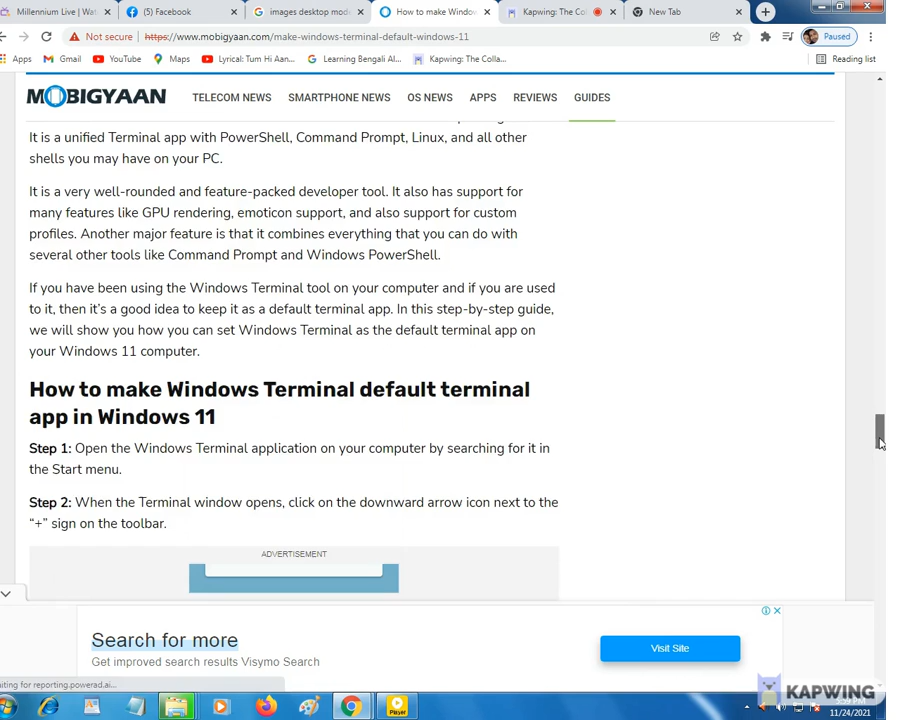 Millennium Live | Wat
(5) Facebook
images desktop mode
How to make Window
Kapwing: The Col
New Tab
Not secure
https://www.mobigyaan.com/make-windows-terminal-default-windows-11
Paused
Apps
Gmail
YouTube
Maps
Lyrical: Tum Hi Aan...
Learning Bengali Al...
Kapwing: The Colla...
Reading list
MOBIGYAAN
TELECOM NEWS
SMARTPHONE NEWS
OS NEWS
APPS
REVIEWS
GUIDES
It is a unified Terminal app with PowerShell, Command Prompt, Linux, and all other
shells you may have on your PC.
It is a very well-rounded and feature-packed developer tool. It also has support for
many features like GPU rendering, emoticon support, and also support for custom
profiles. Another major feature is that it combines everything that you can do with
several other tools like Command Prompt and Windows PowerShell.
If you have been using the Windows Terminal tool on your computer and if you are used
to it, then it's a good idea to keep it as a default terminal app. In this step-by-step guide,
we will show you how you can set Windows Terminal as the default terminal app on
your Windows 11 computer.
How to make Windows Terminal default terminal
app in Windows 11
Step 1: Open the Windows Terminal application on your computer by searching for it in
the Start menu.
Step 2: When the Terminal window opens, click on the downward arrow icon next to the
“+” sign on the toolbar.
ADVERTISEMENT
Search for more
Get improved search results Visymo Search
Visit Site
aiting for reporting.powerad.ai...
KAPWING
Player
11/24/2021